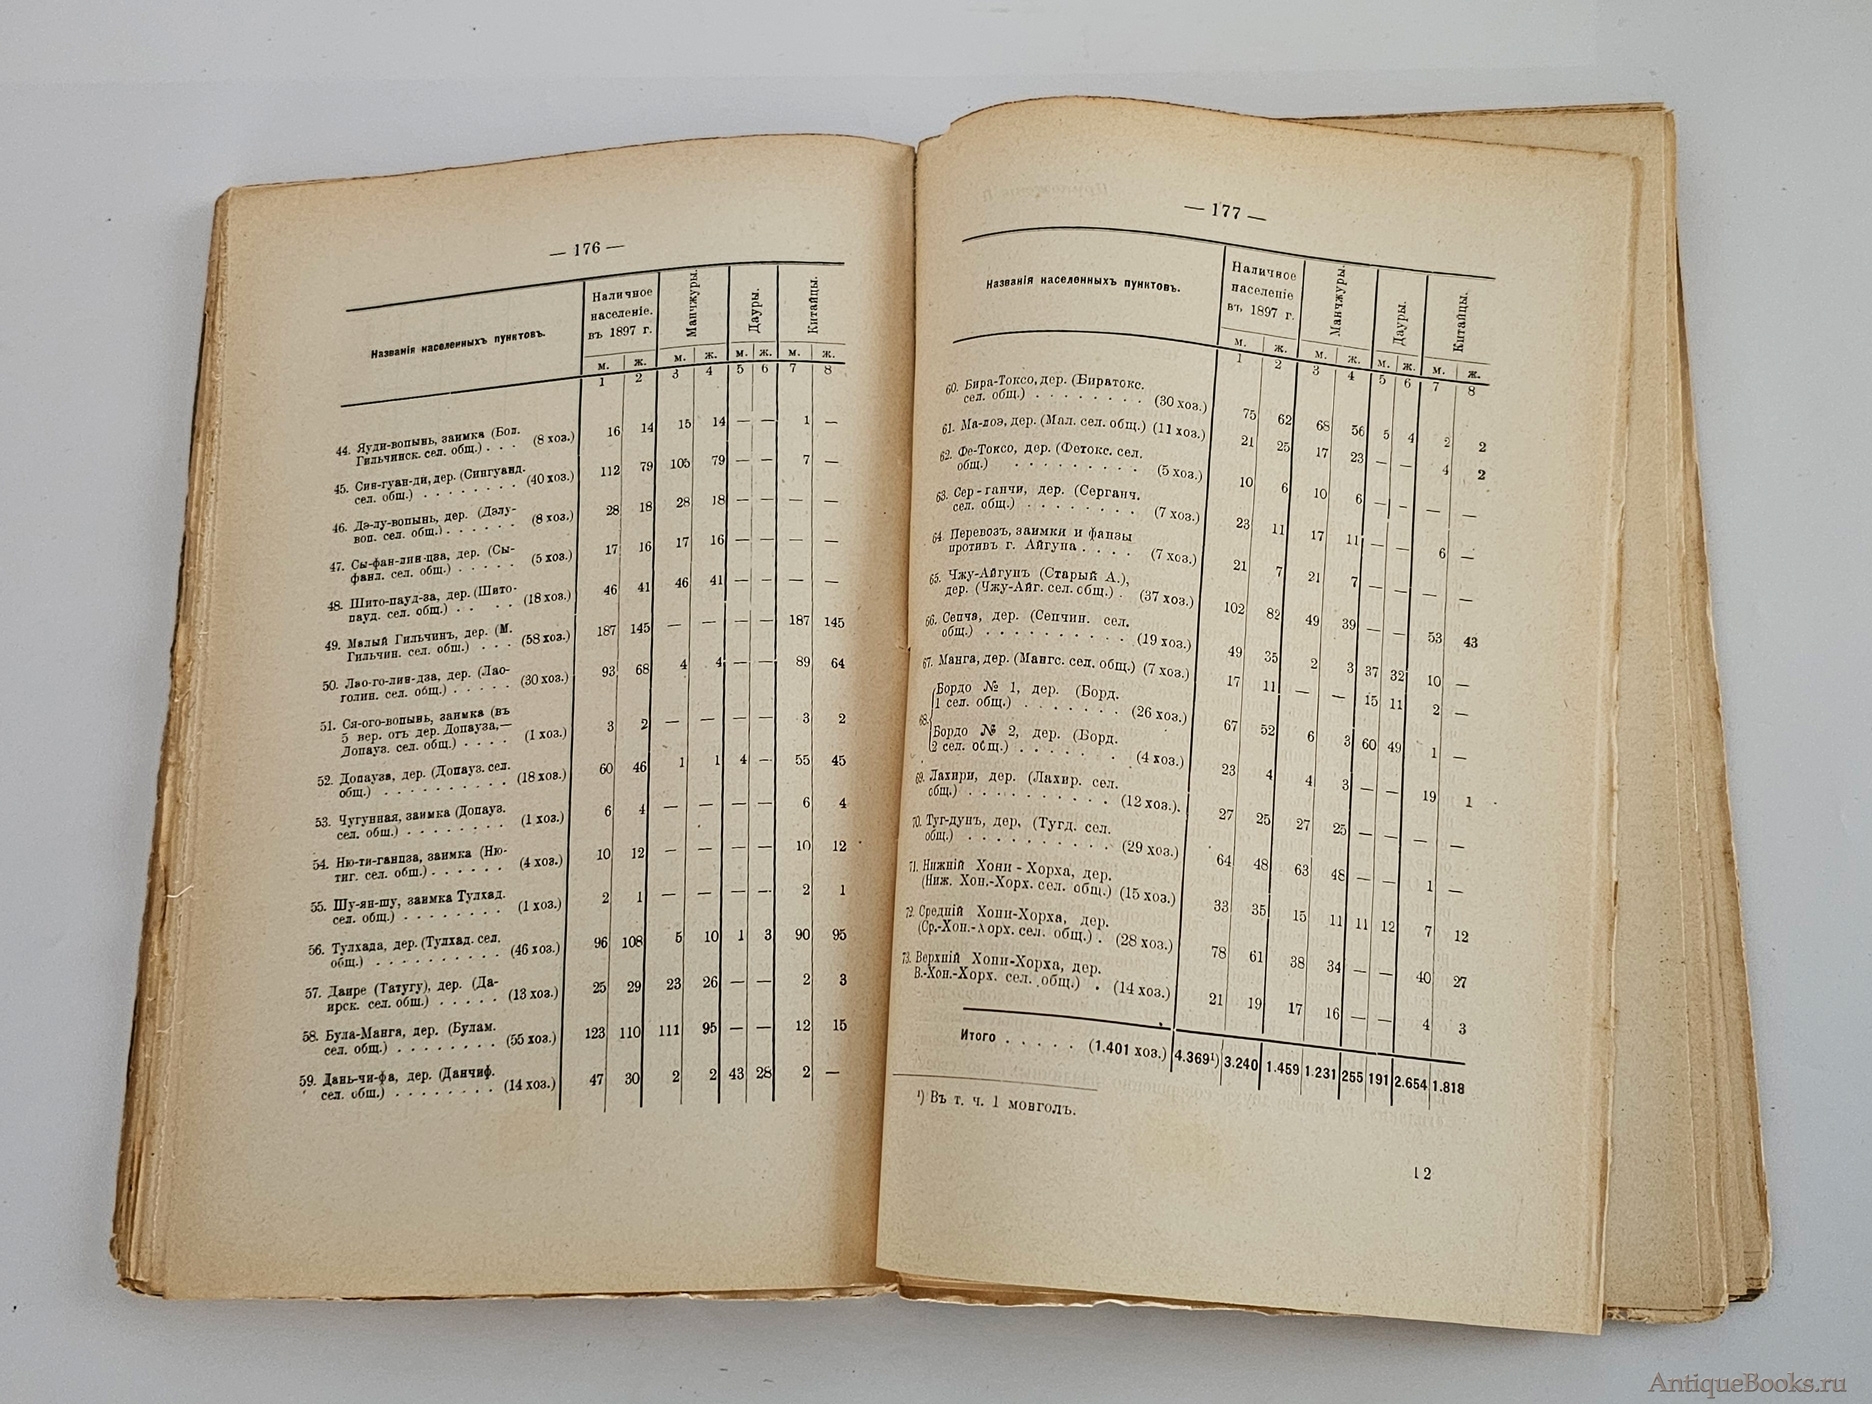 — 176 —
Названія населенныхъ пунктовъ.
Наличное
населеніе.
въ 1897 г.
Манчжуры.
Дауры.
Китайцы.
м. ж. м. ж. м. ж. м. ж.
1 2 3 4 5 6 7 8
44. Яуди-вопынь, заимка (Бол.
Гильчинск. сел. общ.) . . . (8 хоз.) 16 14 15 14 — — 1 —
45. Син-гуан-ди, дер. (Сингуанд.
сел. общ.) . . . . . . . . (40 хоз.) 112 79 105 79 — — 7 —
46. Дэ-лу-вопынь, дер. (Дэлу-
воп. сел. общ.) . . . . . . (8 хоз.) 28 18 28 18 — — — —
47. Сы-фан-лин-цза, дер. (Сы-
фанл. сел. общ.) . . . . . (5 хоз.) 17 16 17 16 — — — —
48. Шито-пауд-за, дер. (Шито-
пауд. сел. общ.) . . . . (18 хоз.) 46 41 46 41 — — — —
49. Малый Гильчинъ, дер. (М.
Гильчин. сел. общ.) . . . (58 хоз.) 187 145 — — — — 187 145
50. Лао-го-лин-дза, дер. (Лао-
голин. сел. общ.) . . . . . (30 хоз.) 93 68 4 4 — — 89 64
51. Ся-ого-вопынь, заимка (въ
5 вер. отъ дер. Допауза,—
Допауз. сел. общ.) . . . . (1 хоз.) 3 2 — — — — 3 2
52. Допауза, дер. (Допауз. сел.
общ.) . . . . . . . . . . (18 хоз.) 60 46 1 1 4 — 55 45
53. Чугунная, заимка (Допауз.
сел. общ.) . . . . . . . . (1 хоз.) 6 4 — — — — 6 4
54. Ню-ти-ганцза, заимка (Ню-
тиг. сел. общ.) . . . . . . (4 хоз.) 10 12 — — — — 10 12
55. Шу-ян-шу, заимка Тулхад.
сел. общ.) . . . . . . . . (1 хоз.) 2 1 — — — — 2 1
56. Тулхада, дер. (Тулхад. сел.
общ.) . . . . . . . . . . (46 хоз.) 96 108 5 10 1 3 90 95
57. Даире (Татугу), дер. (Да-
ирск. сел. общ.) . . . . . (13 хоз.) 25 29 23 26 — — 2 3
58. Була-Манга, дер. (Булам.
сел. общ.) . . . . . . . . (55 хоз.) 123 110 111 95 — — 12 15
59. Дань-чи-фа, дер. (Данчиф.
сел. общ.) . . . . . . . . (14 хоз.) 47 30 2 2 43 28 2 —
— 177 —
Названія населенныхъ пунктовъ.
Наличное
населеніе
въ 1897 г.
Манчжуры.
Дауры.
Китайцы.
м. ж. м. ж. м. ж. м. ж.
1 2 3 4 5 6 7 8
60. Бира-Токсо, дер. (Биратокс.
сел. общ.) . . . . . . . . (30 хоз.) 75 62 68 56 5 4 2 2
61. Ма-лоэ, дер. (Мал. сел. общ.) (11 хоз.) 21 25 17 23 — — 4 2
62. Фе-Токсо, дер. (Фетокс. сел.
общ.) . . . . . . . . . (5 хоз.) 10 6 10 6 — — — —
63. Сер-ганчи, дер. (Серганч.
сел. общ.) . . . . . . . . (7 хоз.) 23 11 17 11 — — 6 —
64. Перевозъ, заимки и фанзы
противъ г. Айгуна . . . . (7 хоз.) 21 7 21 7 — — — —
65. Чжу-Айгунъ (Старый А.),
дер. (Чжу-Айг. сел. общ.) . (37 хоз.) 102 82 49 39 — — 53 43
66. Сепча, дер. (Сепчин. сел.
общ.) . . . . . . . . . . (19 хоз.) 49 35 2 3 37 32 10 —
67. Манга, дер. (Мангс. сел. общ.) (7 хоз.) 17 11 — — 15 11 2 —
68. Бордо № 1, дер. (Борд.
1 сел. общ.) . . . . . . . (26 хоз.) 67 52 6 3 60 49 1 —
Бордо № 2, дер. (Борд.
2 сел. общ.) . . . . . . (4 хоз.) 23 4 4 3 — — 19 1
69. Лахири, дер. (Лахир. сел.
общ.) . . . . . . . . . . (12 хоз.). 27 25 27 25 — — — —
70. Туг-дунъ, дер. (Тугд. сел.
общ.) . . . . . . . . . . (29 хоз.) 64 48 63 48 — — 1 —
71. Нижній Хони-Хорха, дер.
(Ниж. Хон.-Хорх. сел. общ.) (15 хоз.) 33 35 15 11 11 12 7 12
72. Средній Хони-Хорха, дер.
(Ср.-Хон.-Хорх. сел. общ.) . (28 хоз.) 78 61 38 34 — — 40 27
73. Верхній Хони-Хорха, дер.
В.-Хон.-Хорх. сел. общ.) . (14 хоз.) 21 19 17 16 — — 4 3
Итого . . . . . (1.401 хоз.) 4.369¹) 3.240 1.459 1.231 255 191 2.654 1.818
¹) Въ т. ч. 1 монголъ.
12
AntiqueBooks.ru